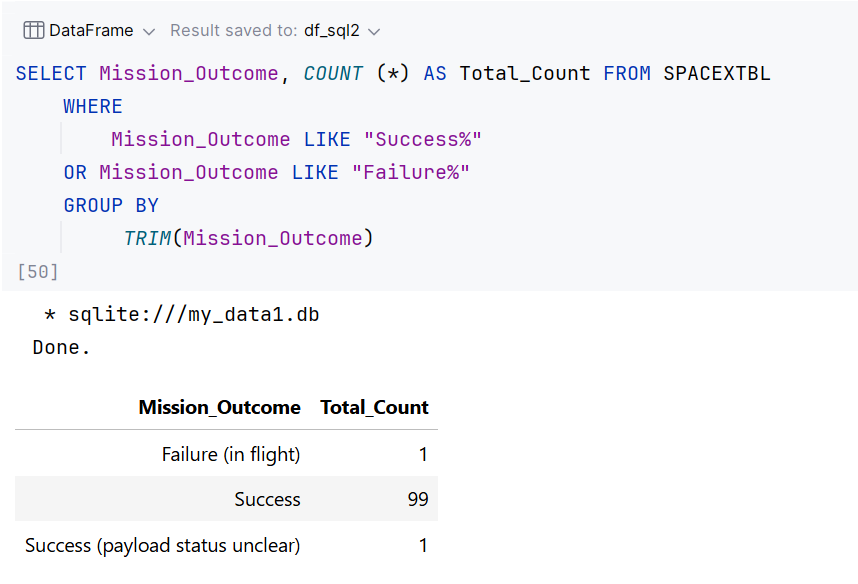 DataFrame Result saved to: df_sql2
SELECT Mission_Outcome, COUNT (*) AS Total_Count FROM SPACEXTBL
WHERE
Mission_Outcome LIKE "Success%"
OR Mission_Outcome LIKE "Failure%"
GROUP BY
TRIM(Mission_Outcome)
[50]
* sqlite:///my_data1.db
Done.
Mission_Outcome Total_Count
Failure (in flight) 1
Success 99
Success (payload status unclear) 1